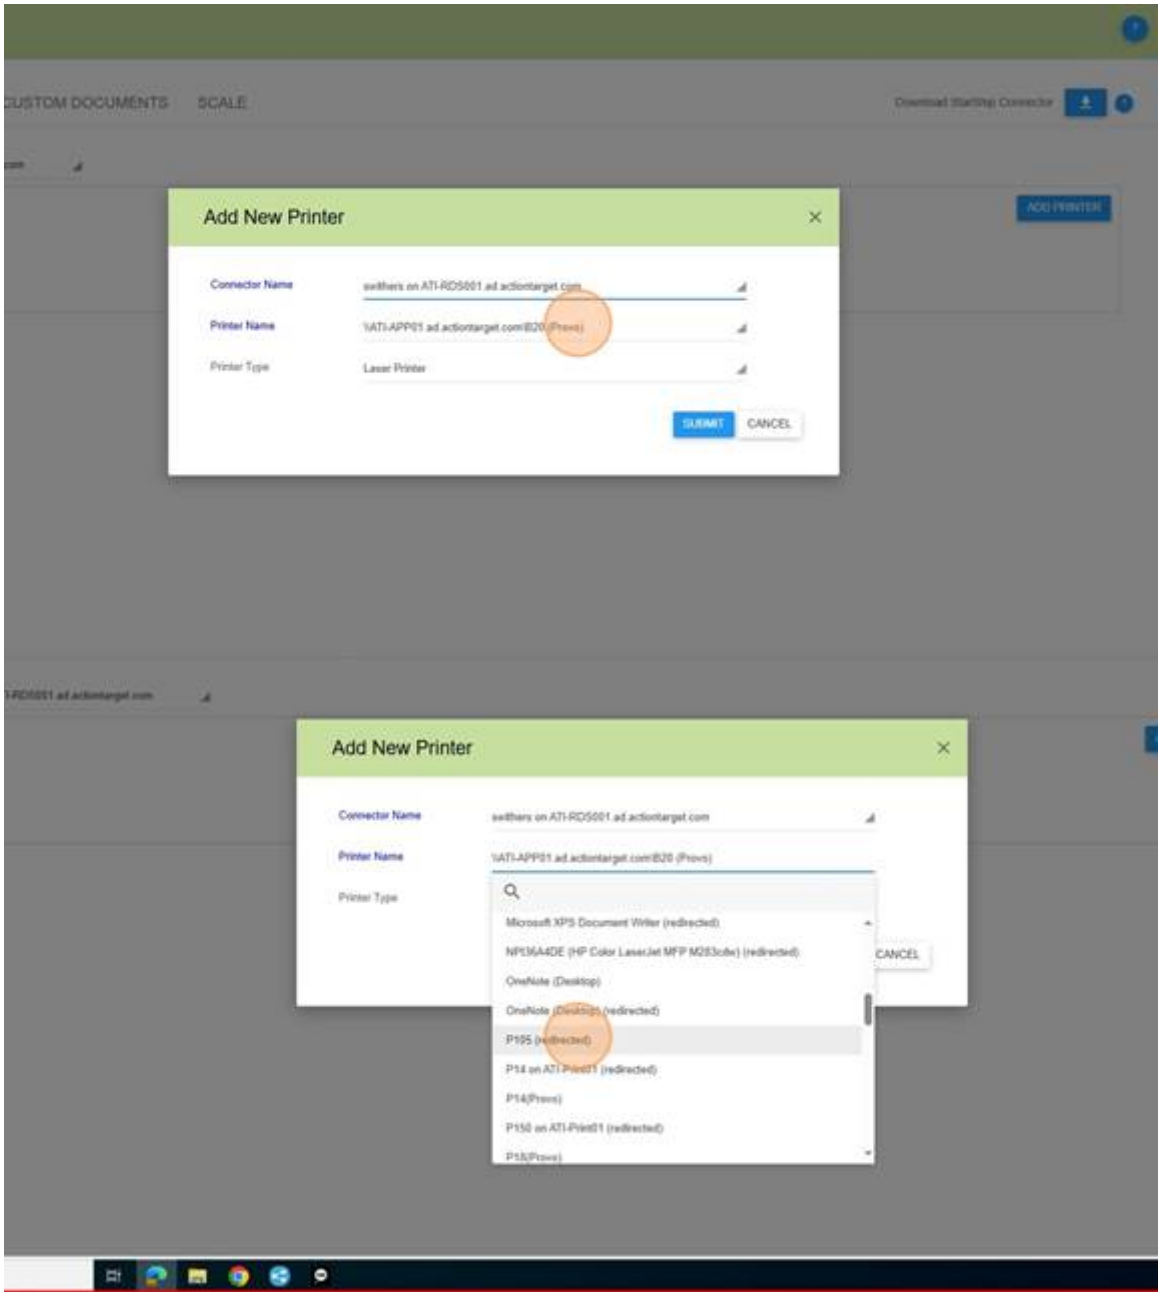 CUSTOM DOCUMENTS SCALE Download StarShip Connector
.com
ADD PRINTER
Add New Printer
Connector Name swithers on ATI-RDS001.ad.actiontarget.com
Printer Name \\ATI-APP01.ad.actiontarget.com\B20 (Provo)
Printer Type Laser Printer
SUBMIT CANCEL
I-RDS001.ad.actiontarget.com
Add New Printer
Connector Name swithers on ATI-RDS001.ad.actiontarget.com
Printer Name \\ATI-APP01.ad.actiontarget.com\B20 (Provo)
Printer Type
Microsoft XPS Document Writer (redirected)
NPI36A4DE (HP Color LaserJet MFP M283cdw) (redirected)
CANCEL
OneNote (Desktop)
OneNote (Desktop) (redirected)
P105 (redirected)
P14 on ATI-Print01 (redirected)
P14(Provo)
P150 on ATI-Print01 (redirected)
P18(Provo)